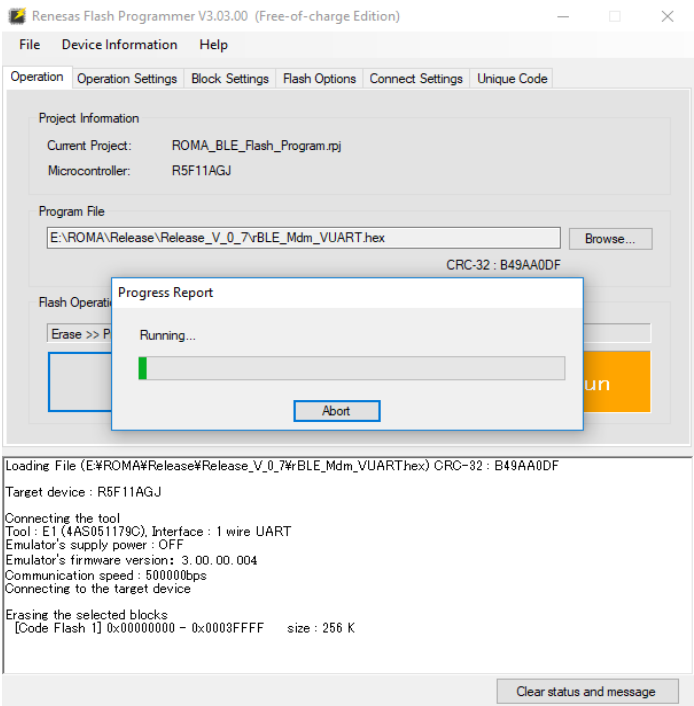 Renesas Flash Programmer V3.03.00 (Free-of-charge Edition)
File Device Information Help
Operation Operation Settings Block Settings Flash Options Connect Settings Unique Code
Project Information
Current Project: ROMA_BLE_Flash_Program.rpj
Microcontroller: R5F11AGJ
Program File
E:\ROMA\Release\Release_V_0_7\rBLE_Mdm_VUART.hex Browse...
CRC-32 : B49AA0DF
Progress Report
Flash Operati
Erase >> P
Running...
un
Abort
Loading File (E:¥ROMA¥Release¥Release_V_0_7¥rBLE_Mdm_VUART.hex) CRC-32 : B49AA0DF
Target device : R5F11AGJ
Connecting the tool
Tool : E1 (4AS051179C), Interface : 1 wire UART
Emulator's supply power : OFF
Emulator's firmware version: 3.00.00.004
Communication speed : 500000bps
Connecting to the target device
Erasing the selected blocks
[Code Flash 1] 0x00000000 - 0x0003FFFF size : 256 K
Clear status and message